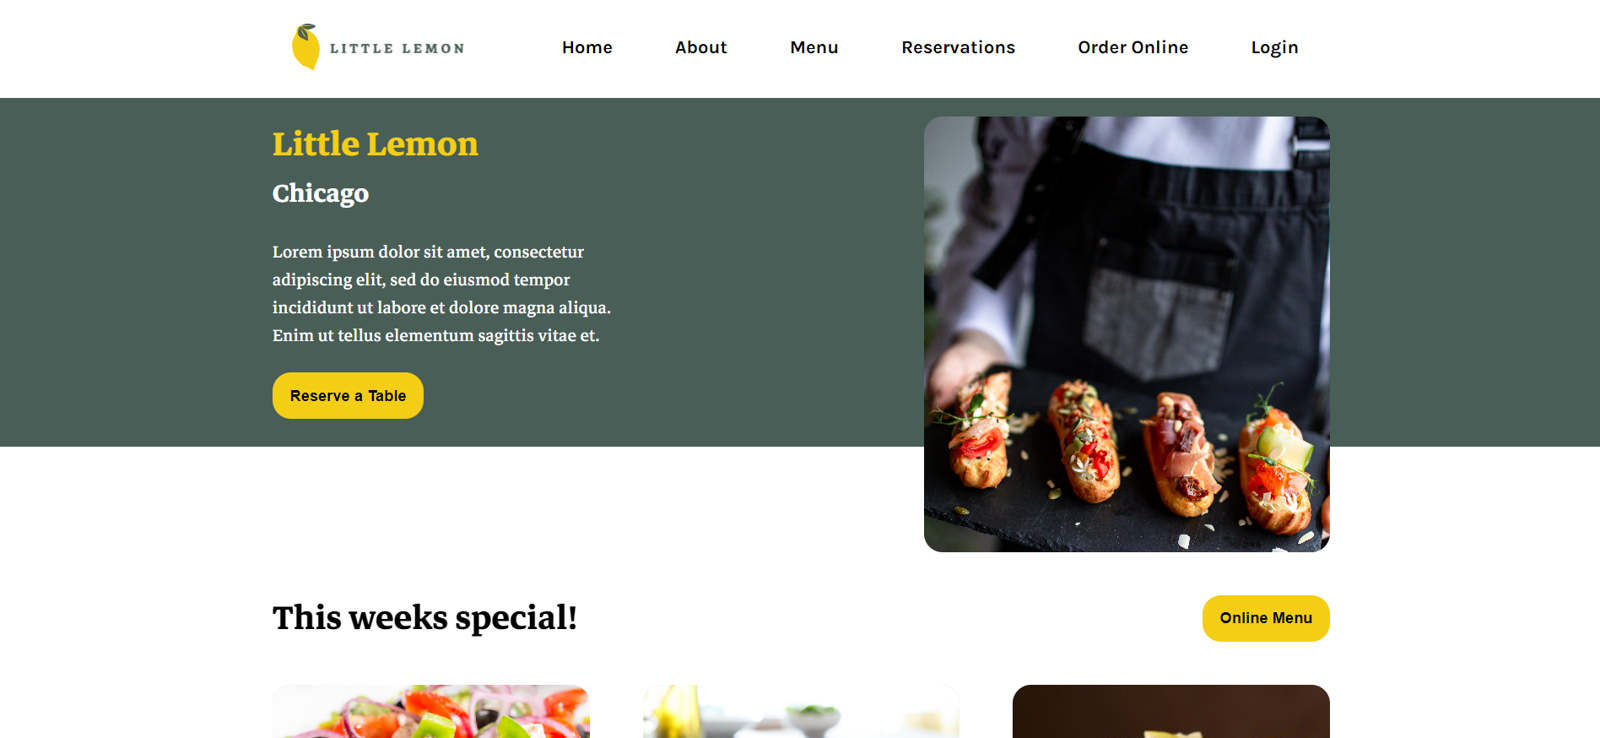 LITTLE LEMON
Home
About
Menu
Reservations
Order Online
Login
Little Lemon
Chicago
Lorem ipsum dolor sit amet, consectetur
adipiscing elit, sed do eiusmod tempor
incididunt ut labore et dolore magna aliqua.
Enim ut tellus elementum sagittis vitae et.
Reserve a Table
This weeks special!
Online Menu